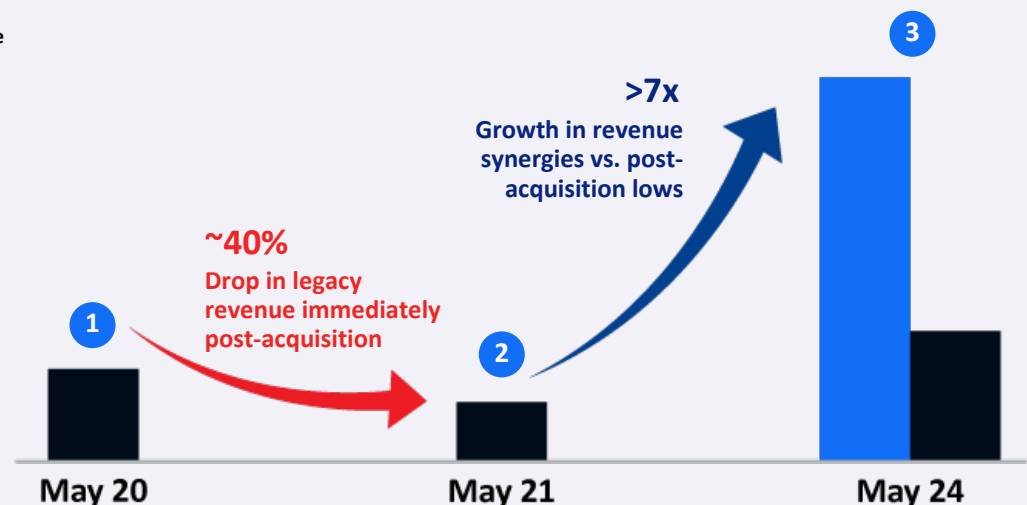 e
3
>7x
Growth in revenue
synergies vs. post-
acquisition lows
~40%
Drop in legacy
revenue immediately
post-acquisition
1
2
May 20
May 21
May 24